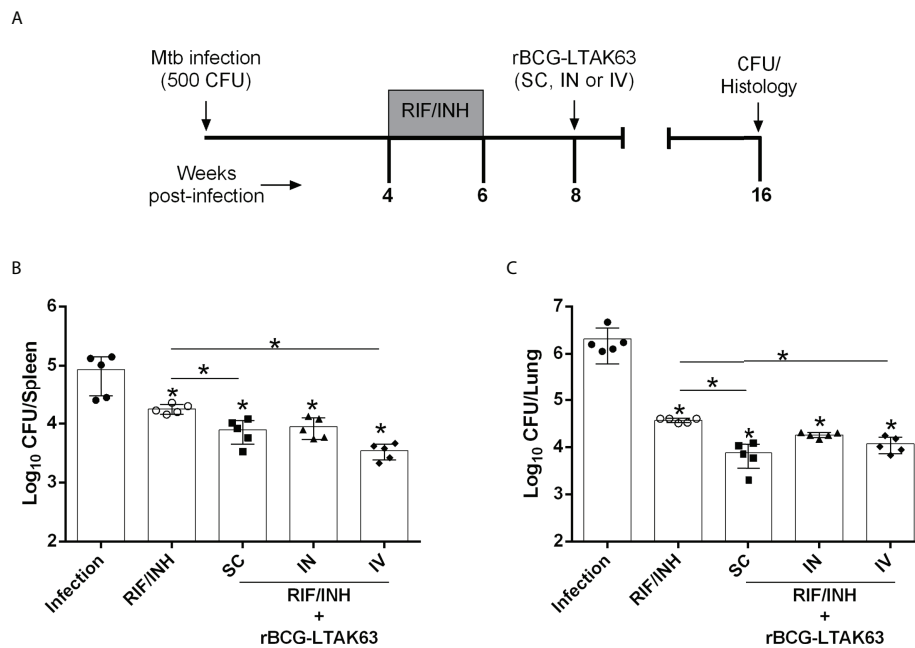 A
Mtb infection
(500 CFU)
rBCG-LTAK63
(SC, IN or IV)
CFU/
Histology
RIF/INH
Weeks
post-infection
4
6
8
16
B
Log10 CFU/Spleen
6
5
4
3
2
*
*
*
*
*
*
Infection
RIF/INH
SC
IN
IV
RIF/INH
+
rBCG-LTAK63
C
Log10 CFU/Lung
7
6
5
4
3
2
*
*
*
*
*
*
Infection
RIF/INH
SC
IN
IV
RIF/INH
+
rBCG-LTAK63